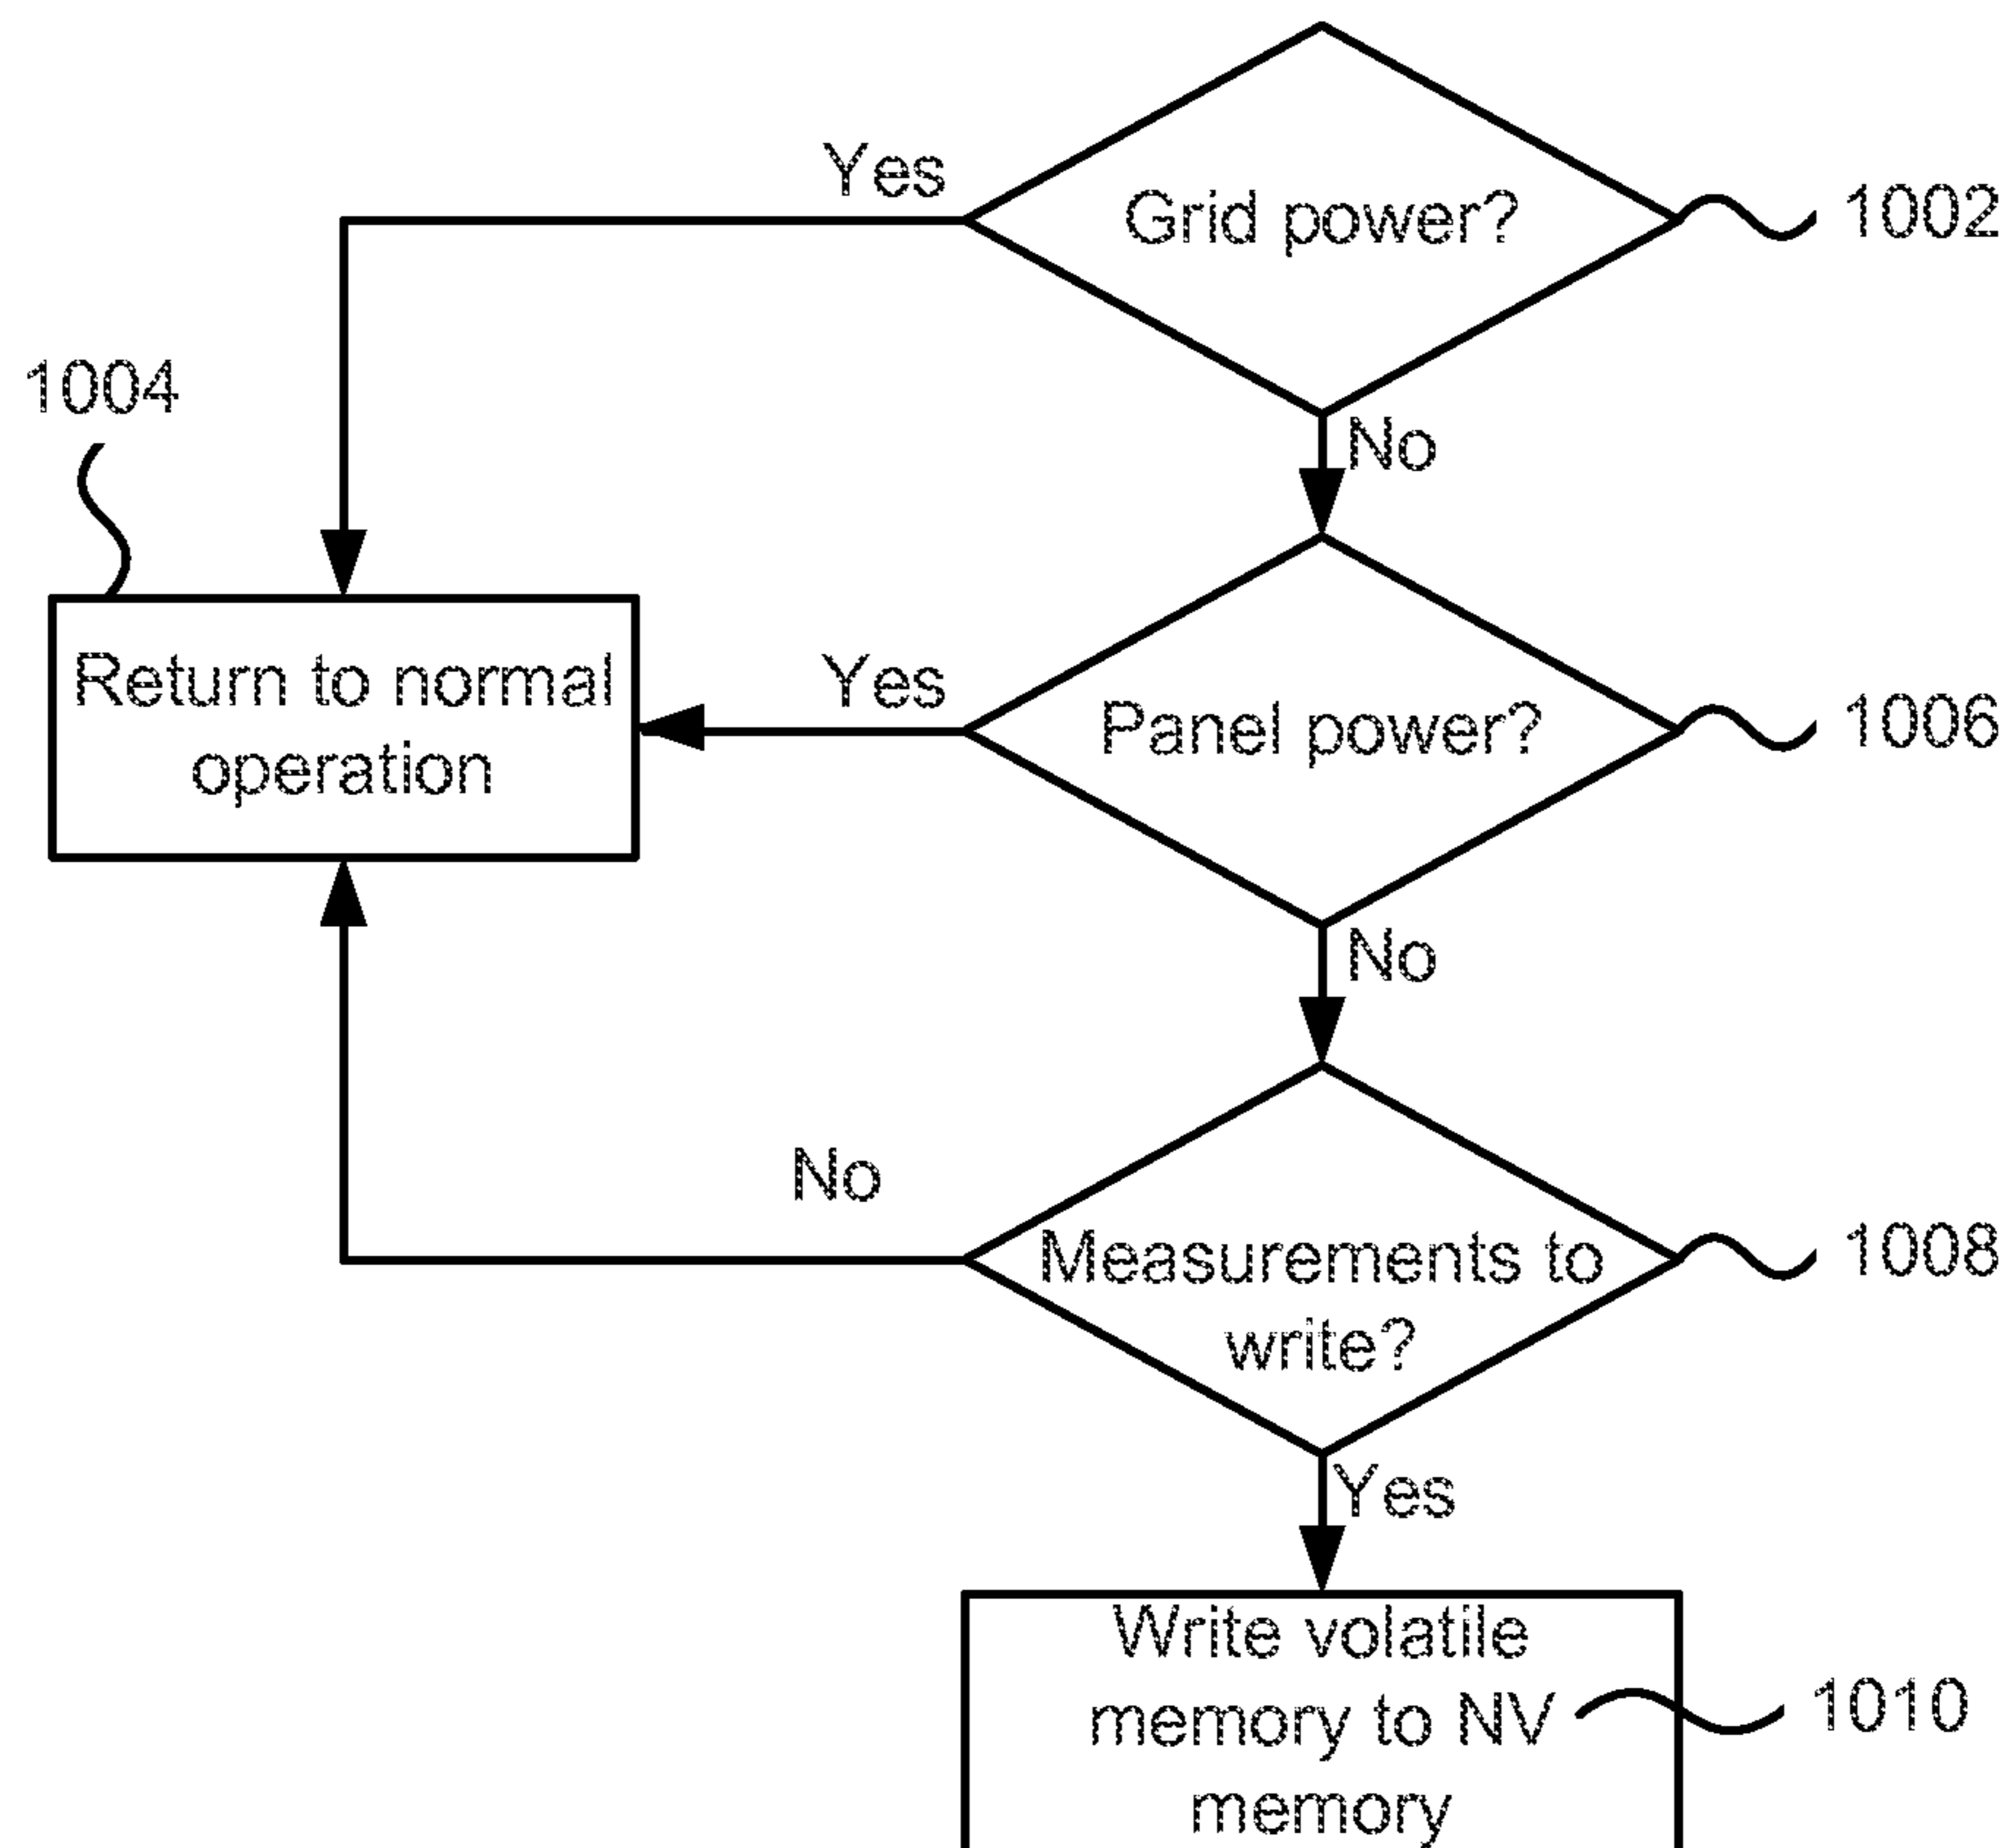 Yes
Grid power?
1002
1004
No
Return to normal
operation
Yes
Panel power?
1006
No
No
Measurements to
write?
1008
Yes
Write volatile
memory to NV
memory
1010